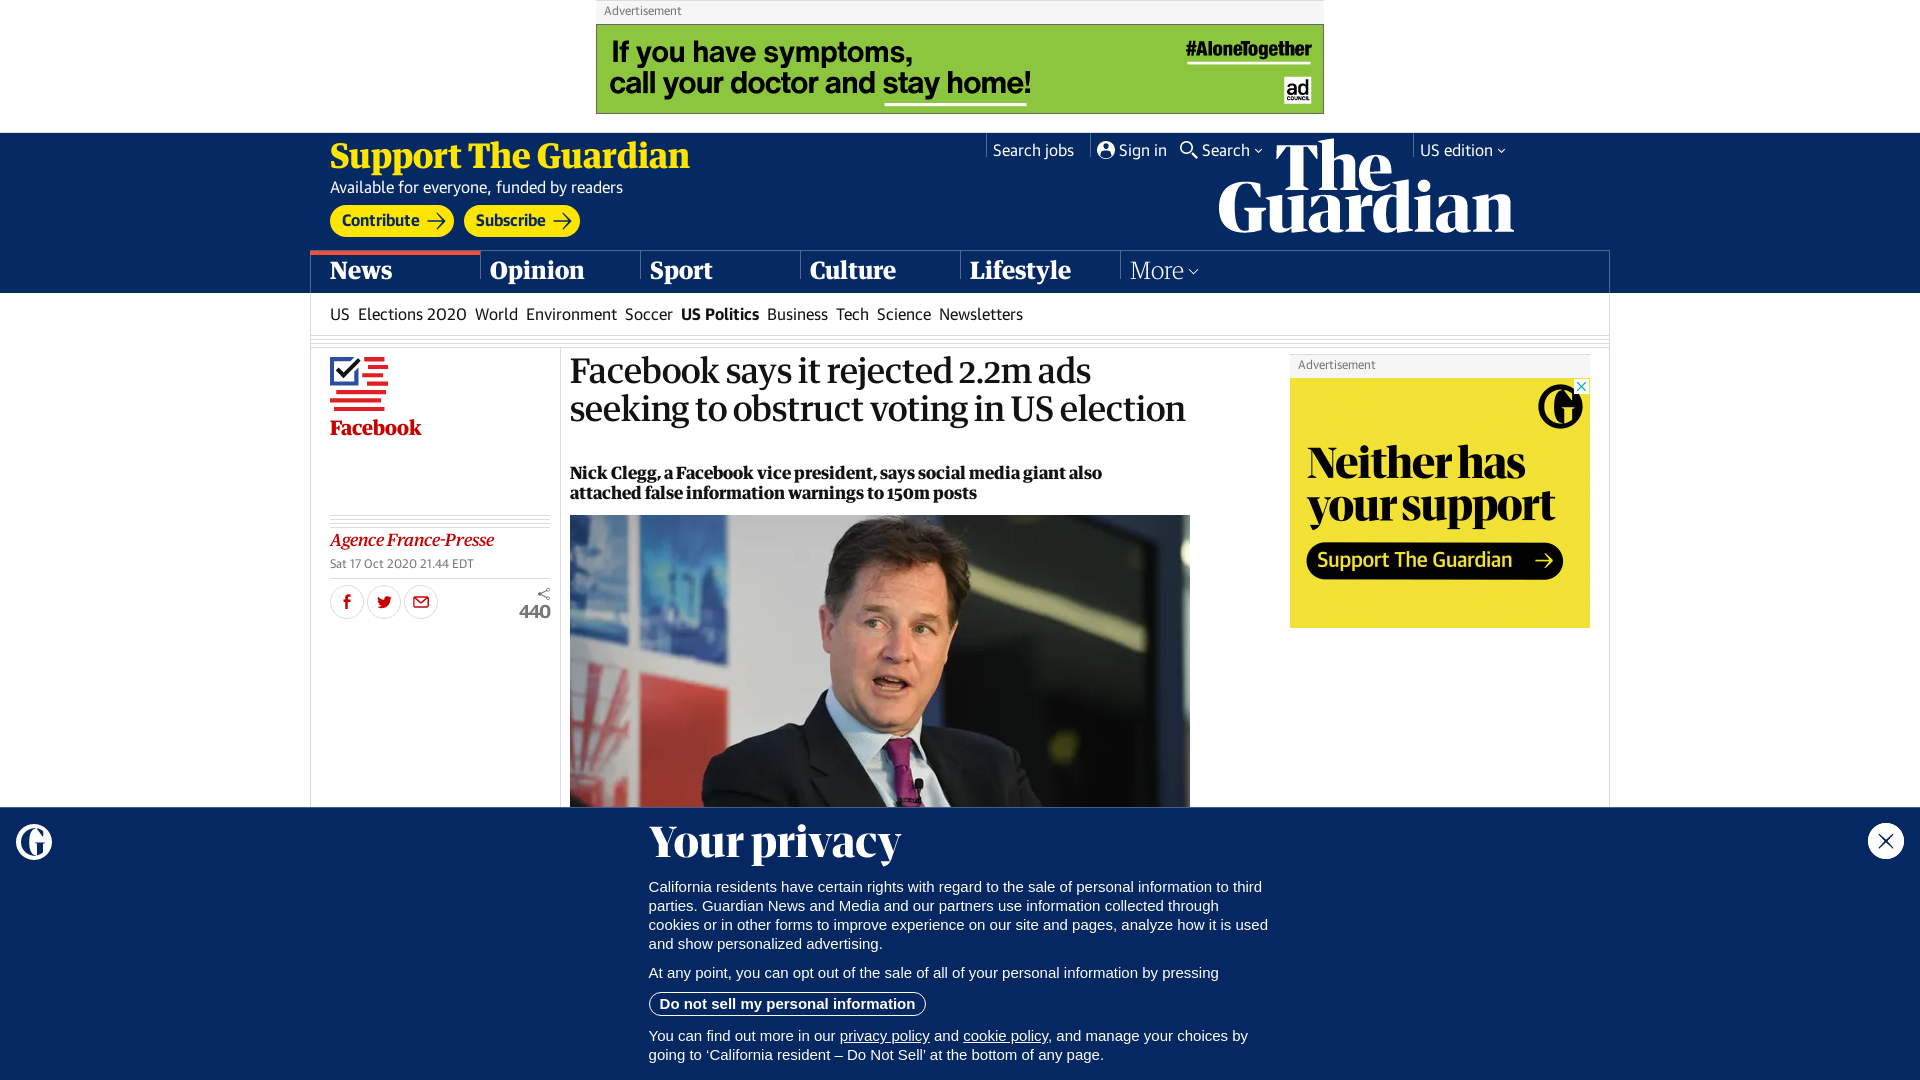 Advertisement
If you have symptoms,
call your doctor and stay home!
#AloneTogether
ad
COUNCIL
Support The Guardian
Available for everyone, funded by readers
Contribute
Subscribe
Search jobs
Sign in
Search
US edition
The
Guardian
News
Opinion
Sport
Culture
Lifestyle
More
US
Elections 2020
World
Environment
Soccer
US Politics
Business
Tech
Science
Newsletters
Facebook
Facebook says it rejected 2.2m ads
seeking to obstruct voting in US election
Nick Clegg, a Facebook vice president, says social media giant also
attached false information warnings to 150m posts
Agence France-Presse
Sat 17 Oct 2020 21.44 EDT
440
Advertisement
Neither has
your support
Support The Guardian
Your privacy
California residents have certain rights with regard to the sale of personal information to third
parties. Guardian News and Media and our partners use information collected through
cookies or in other forms to improve experience on our site and pages, analyze how it is used
and show personalized advertising.
At any point, you can opt out of the sale of all of your personal information by pressing
Do not sell my personal information
You can find out more in our privacy policy and cookie policy, and manage your choices by
going to ‘California resident – Do Not Sell’ at the bottom of any page.